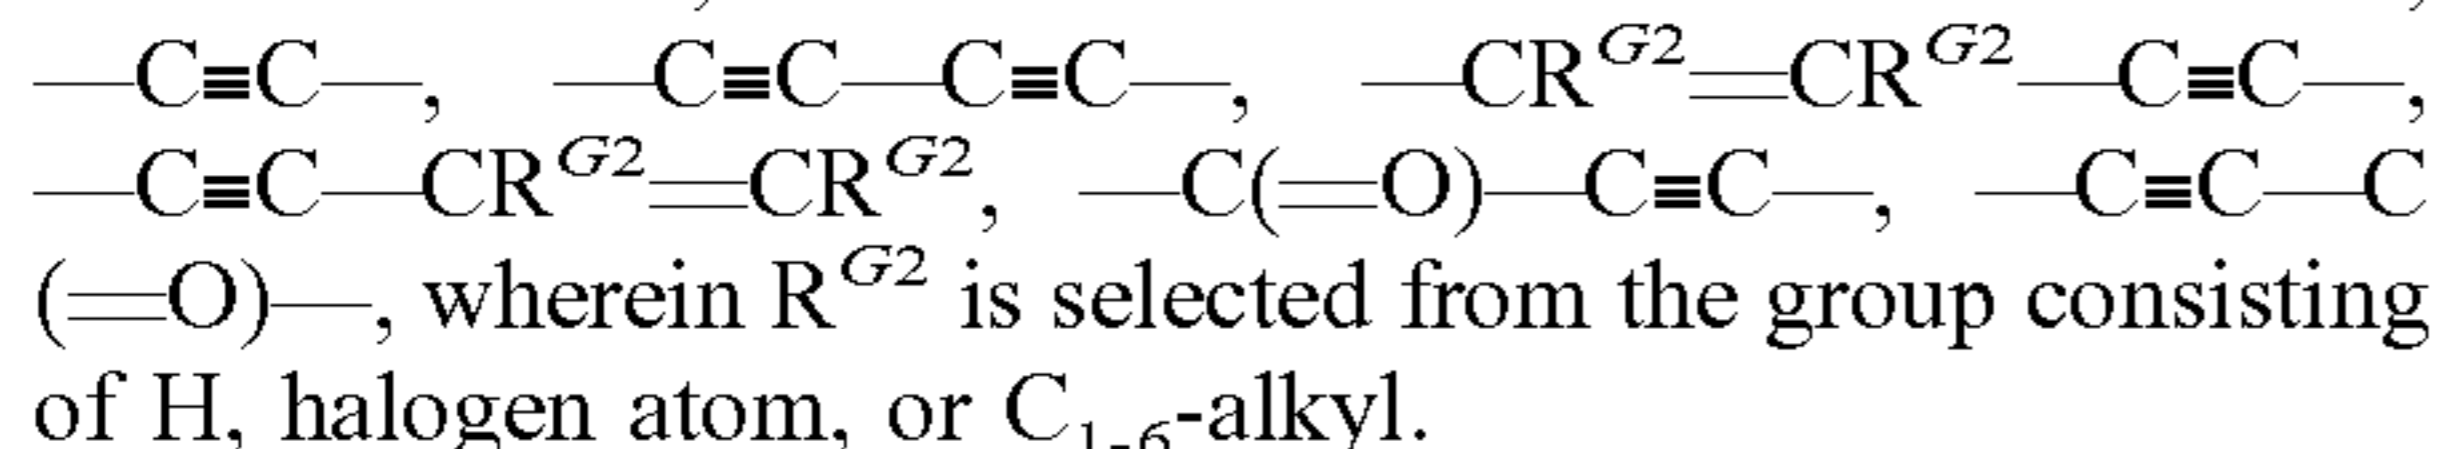 —C≡C—, —C≡C—C≡C—, —CR^G2=CR^G2—C≡C—,
—C≡C—CR^G2=CR^G2, —C(=O)—C≡C—, —C≡C—C
(=O)—, wherein R^G2 is selected from the group consisting
of H, halogen atom, or C₁₋₆-alkyl.